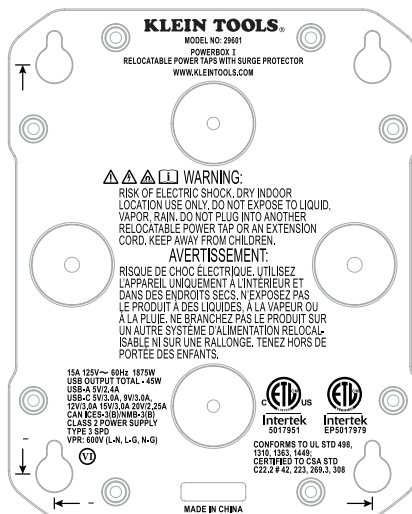 KLEIN TOOLS®
MODEL NO: 29601
POWERBOX I
RELOCATABLE POWER TAPS WITH SURGE PROTECTOR
WWW.KLEINTOOLS.COM
WARNING:
RISK OF ELECTRIC SHOCK, DRY INDOOR
LOCATION USE ONLY, DO NOT EXPOSE TO LIQUID,
VAPOR, RAIN. DO NOT PLUG INTO ANOTHER
RELOCATABLE POWER TAP OR AN EXTENSION
CORD. KEEP AWAY FROM CHILDREN.
AVERTISSEMENT:
RISQUE DE CHOC ÉLECTRIQUE. UTILISEZ
L'APPAREIL UNIQUEMENT À L'INTÉRIEUR ET
DANS DES ENDROITS SECS. N'EXPOSEZ PAS
LE PRODUIT À DES LIQUIDES, À LA VAPEUR OU
À LA PLUIE. NE BRANCHEZ PAS LE PRODUIT SUR
UN AUTRE SYSTÈME D'ALIMENTATION RELOCAL-
ISABLE NI SUR UNE RALLONGE. TENEZ HORS DE
PORTÉE DES ENFANTS.
15A 125V~ 60Hz 1875W
USB OUTPUT TOTAL - 45W
USB-A 5V/2,4A
USB-C 5V/3.0A, 9V/3.0A,
12V/3,0A 15V/3,0A 20V/2,25A
CAN ICES-3(B)/NMB-3(B)
CLASS 2 POWER SUPPLY
TYPE 3 SPD
VPR: 600V (L-N, L-G, N-G)
VI
C ETL US
Intertek
5017951
ETL
Intertek
EP5017979
CONFORMS TO UL STD 498,
1310, 1363, 1449;
CERTIFIED TO CSA STD
C22.2 # 42, 223, 269.3, 308
MADE IN CHINA